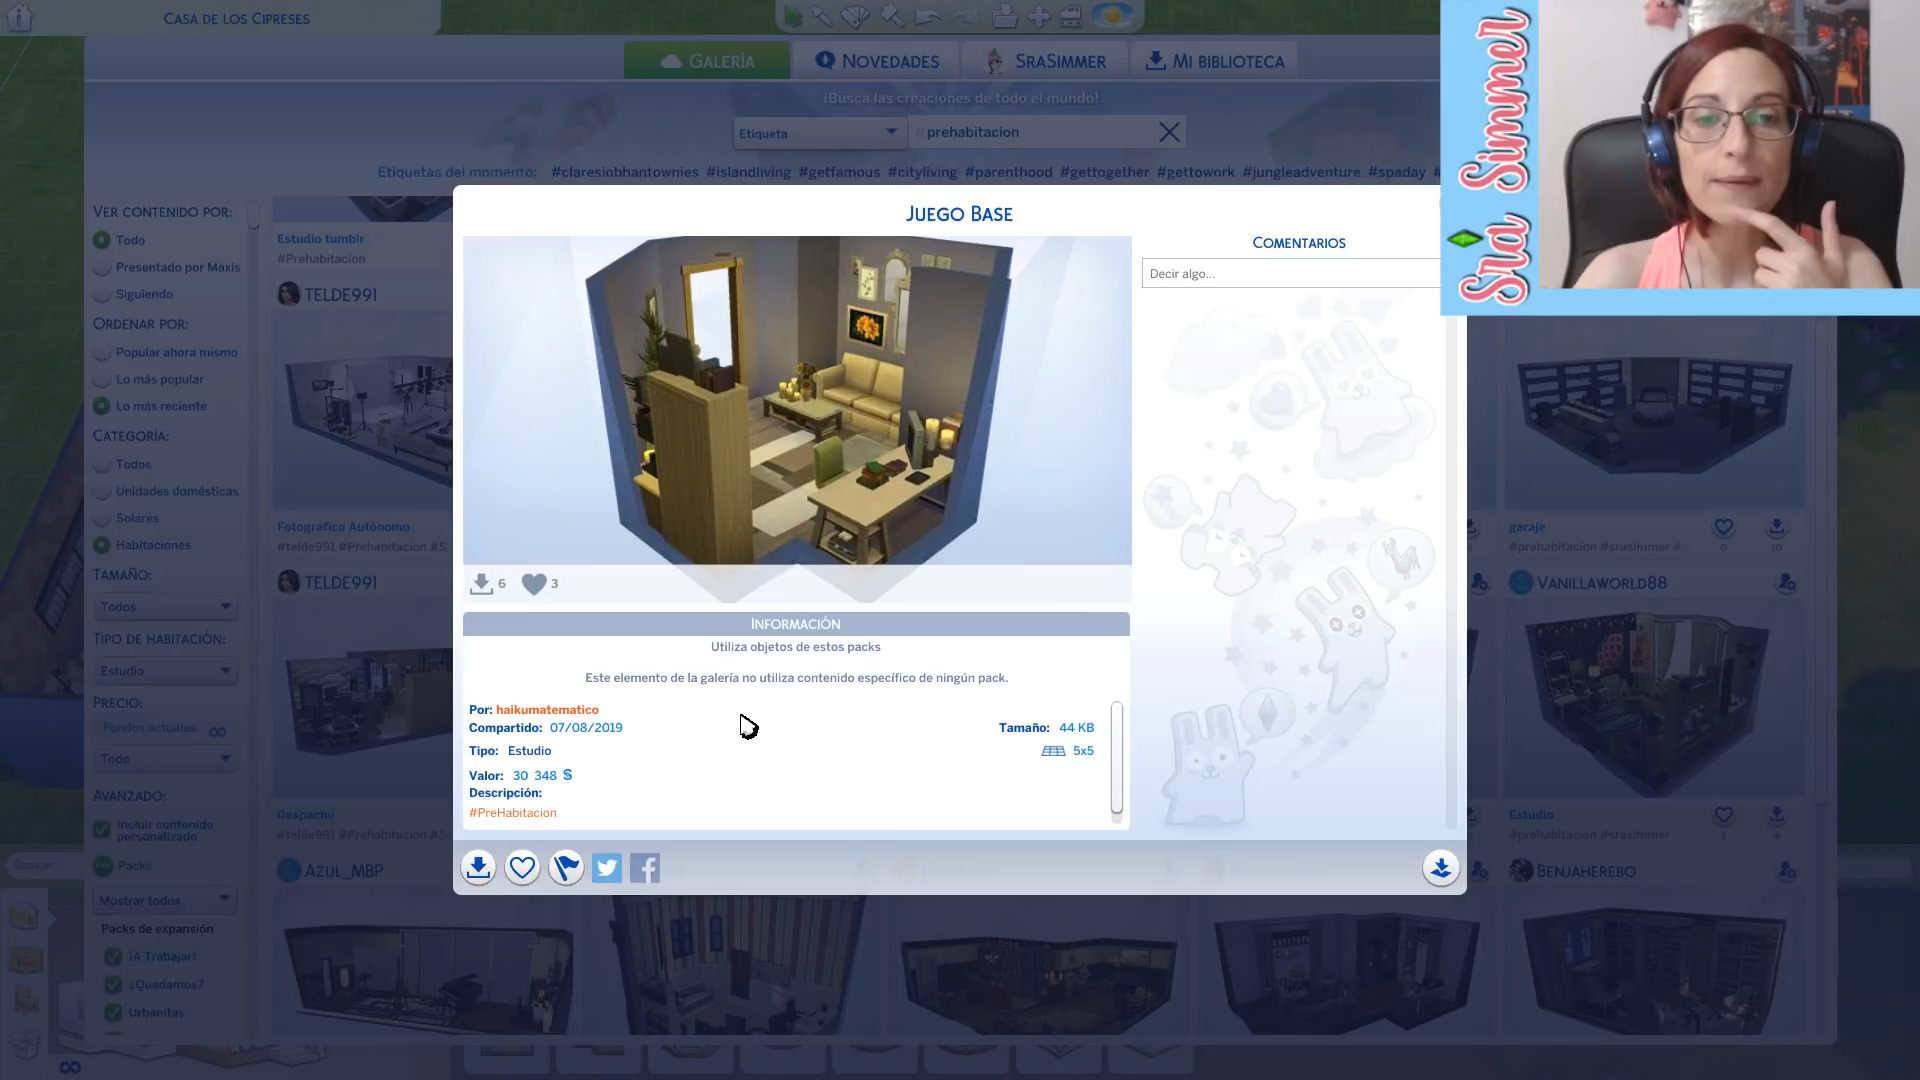 CASA DE LOS CIPRESES
GALERÍA
NOVEDADES
SRASIMMER
MI BIBLIOTECA
¡Busca las creaciones de todo el mundo!
Etiqueta
# prehabitacion
Etiquetas del momento: #claresiobhantownies #islandliving #getfamous #cityliving #parenthood #gettogether #gettowork #jungleadventure #spaday #
VER CONTENIDO POR:
Todo
Presentado por Maxis
Siguiendo
ORDENAR POR:
Popular ahora mismo
Lo más popular
Lo más reciente
CATEGORÍA:
Todos
Unidades domésticas
Solares
Habitaciones
TAMAÑO:
Todos
TIPO DE HABITACIÓN:
Estudio
PRECIO:
Fondos actuales:
Todo
AVANZADO:
Incluir contenido
personalizado
Packs
Mostrar todos
Packs de expansión
¡A Trabajar!
¿Quedamos?
Urbanitas
Buscar
Estudio tumblr
#Prehabitacion
TELDE991
Fotográfico Autónomo
#telde991 #Prehabitacion #S
TELDE991
Despacho
#telde991 #Prehabitacion #S
AZUL_MBP
JUEGO BASE
6
3
INFORMACIÓN
Utiliza objetos de estos packs
Este elemento de la galería no utiliza contenido específico de ningún pack.
Por: haikumatematico
Compartido: 07/08/2019
Tamaño: 44 KB
Tipo: Estudio
5x5
Valor: 30 348 §
Descripción:
#PreHabitacion
COMENTARIOS
Decir algo...
garaje
0
10
#prehabitacion #srasimmer #
VANILLAWORLD88
Estudio
1
4
#prehabitacion #srasimmer
BENJAHEREBO
Sra Simmer